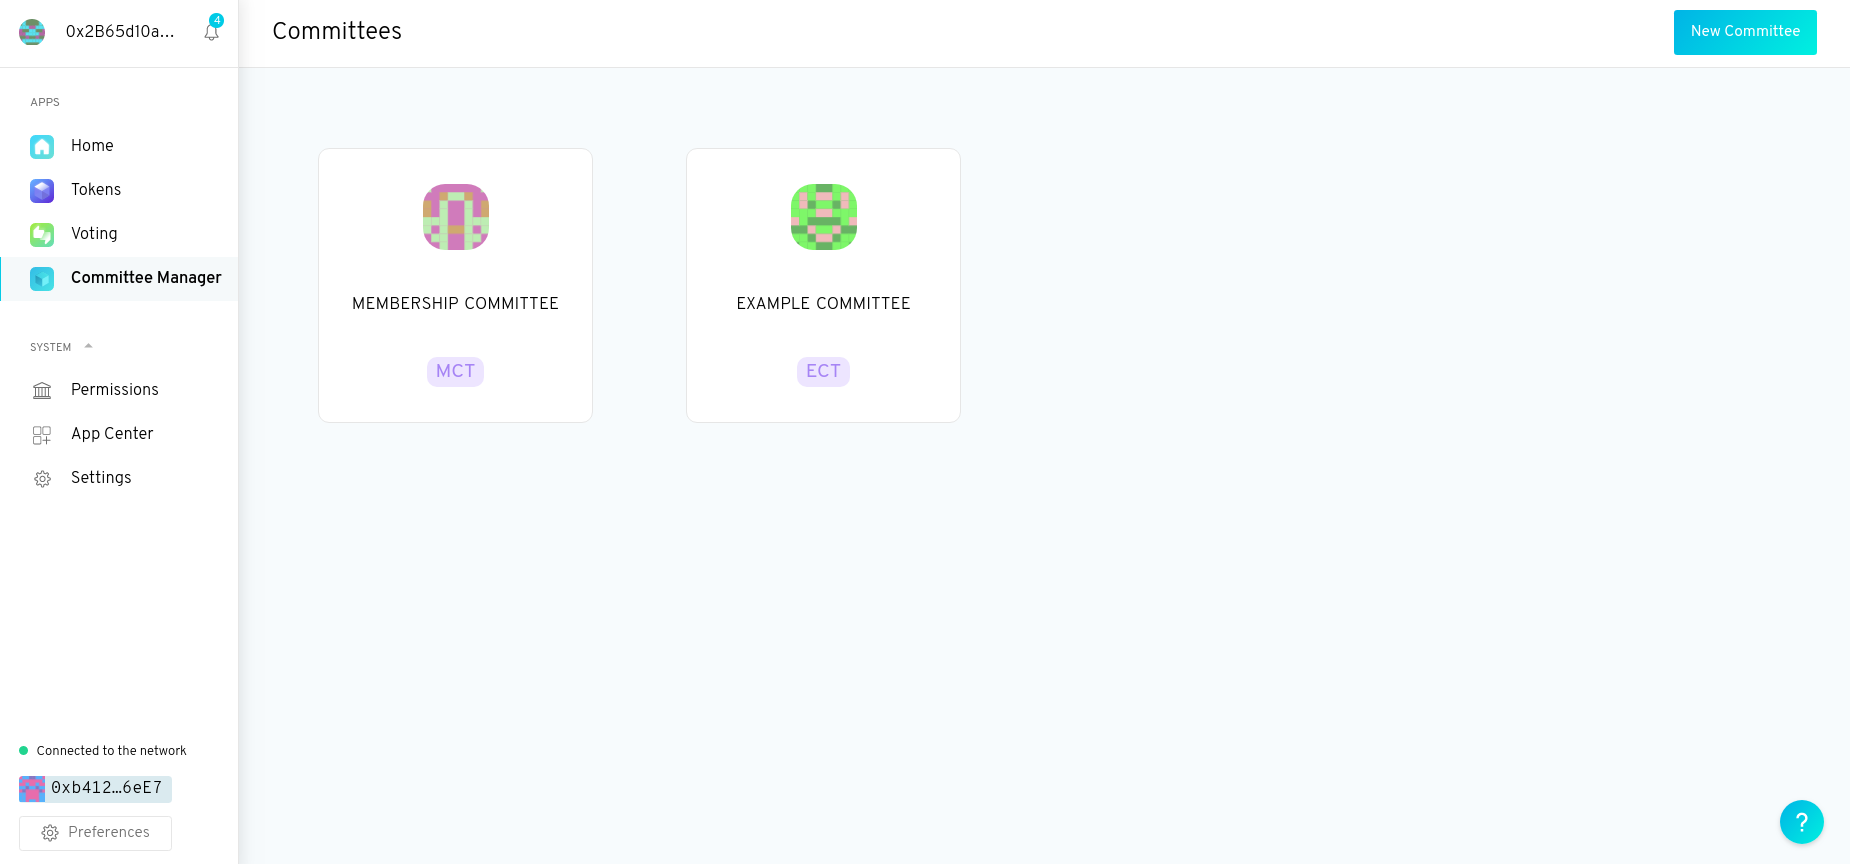 0x2B65d10a…
4
Committees
New Committee
APPS
Home
Tokens
Voting
Committee Manager
SYSTEM
Permissions
App Center
Settings
MEMBERSHIP COMMITTEE
MCT
EXAMPLE COMMITTEE
ECT
Connected to the network
0xb412…6eE7
Preferences
?